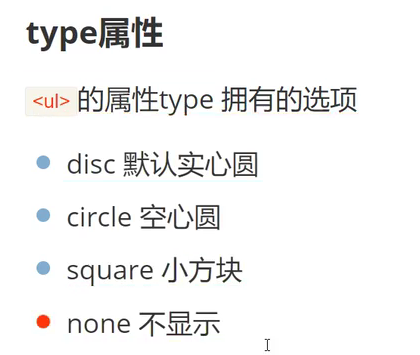 type属性
<ul>的属性type 拥有的选项
disc 默认实心圆
circle 空心圆
square 小方块
none 不显示